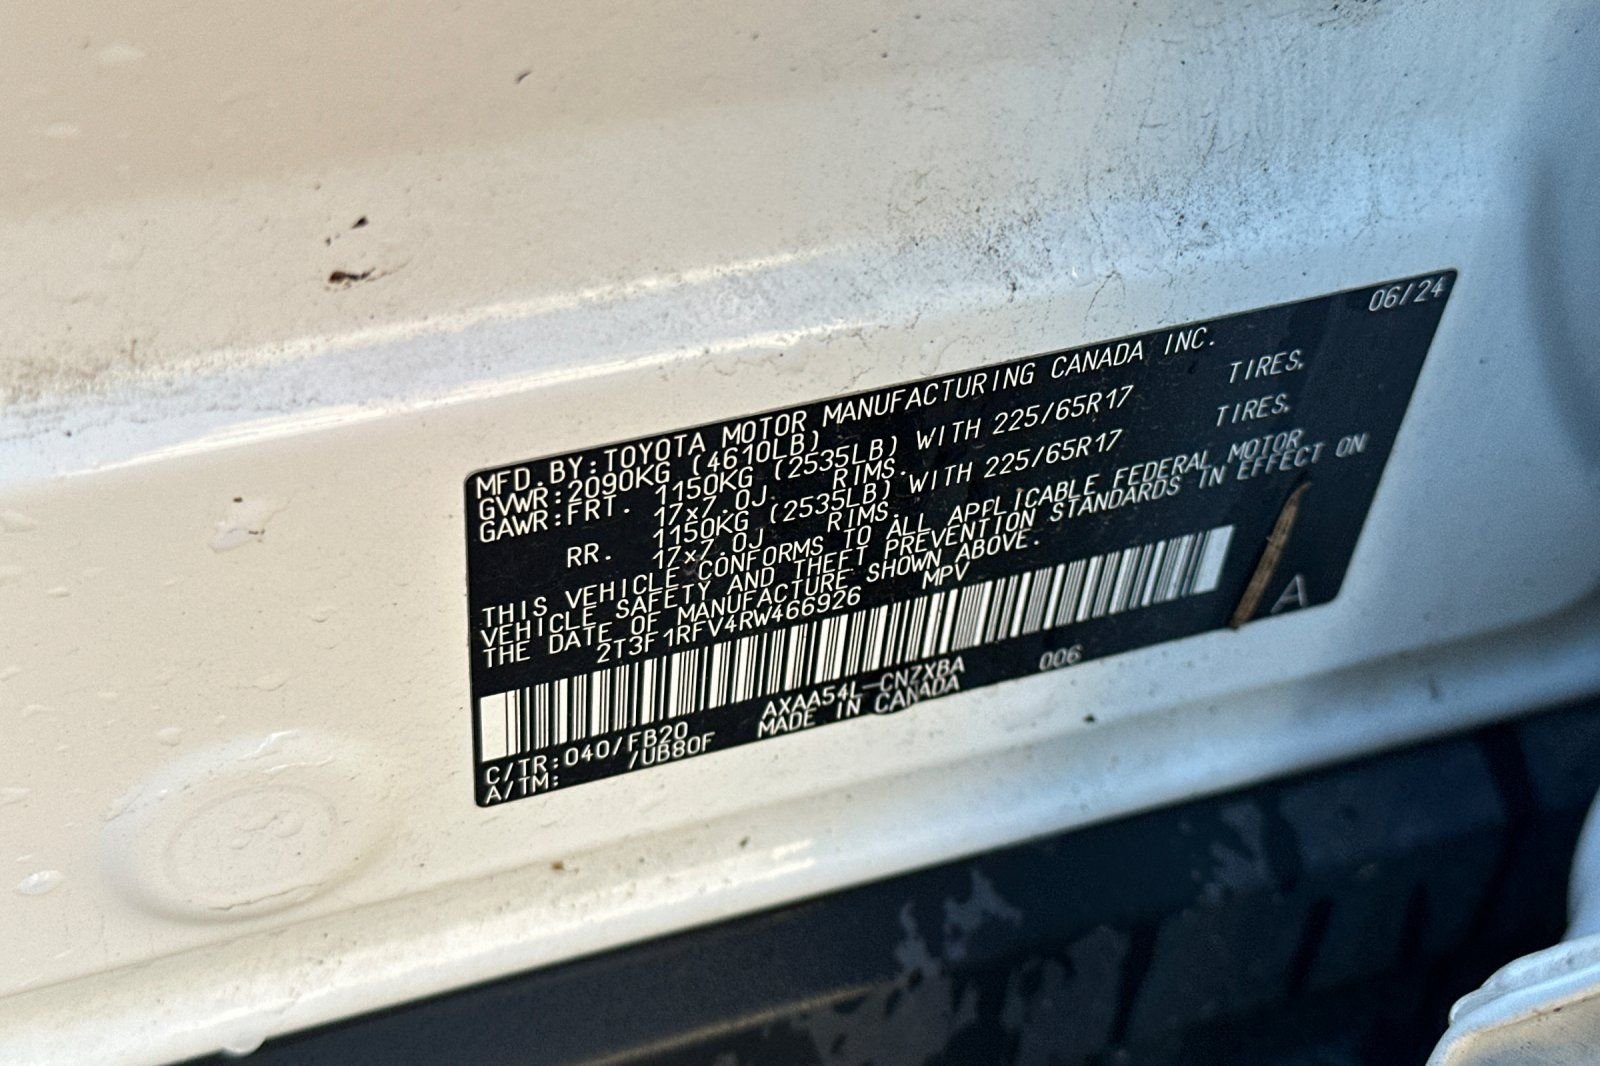 06/24
MFD.BY:TOYOTA MOTOR MANUFACTURING CANADA INC.
GVWR:2090KG (4610LB)
GAWR:FRT. 1150KG (2535LB) WITH 225/65R17 TIRES,
17x7.0J RIMS.
RR. 1150KG (2535LB) WITH 225/65R17 TIRES,
17x7.0J RIMS.
THIS VEHICLE CONFORMS TO ALL APPLICABLE FEDERAL MOTOR
VEHICLE SAFETY AND THEFT PREVENTION STANDARDS IN EFFECT ON
THE DATE OF MANUFACTURE SHOWN ABOVE.
2T3F1RFV4RW466926 MPV
A
C/TR:040/FB20 AXAA54L-CNZXBA 006
A/TM: /UB80F MADE IN CANADA